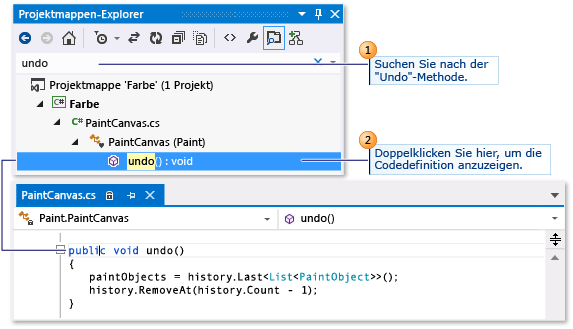 Projektmappen-Explorer
undo
1
Suchen Sie nach der
"Undo"-Methode.
Projektmappe 'Farbe' (1 Projekt)
C# Farbe
C# PaintCanvas.cs
PaintCanvas (Paint)
undo() : void
2
Doppelklicken Sie hier, um die
Codedefinition anzuzeigen.
PaintCanvas.cs
Paint.PaintCanvas undo()
public void undo()
{
paintObjects = history.Last<List<PaintObject>>();
history.RemoveAt(history.Count - 1);
}